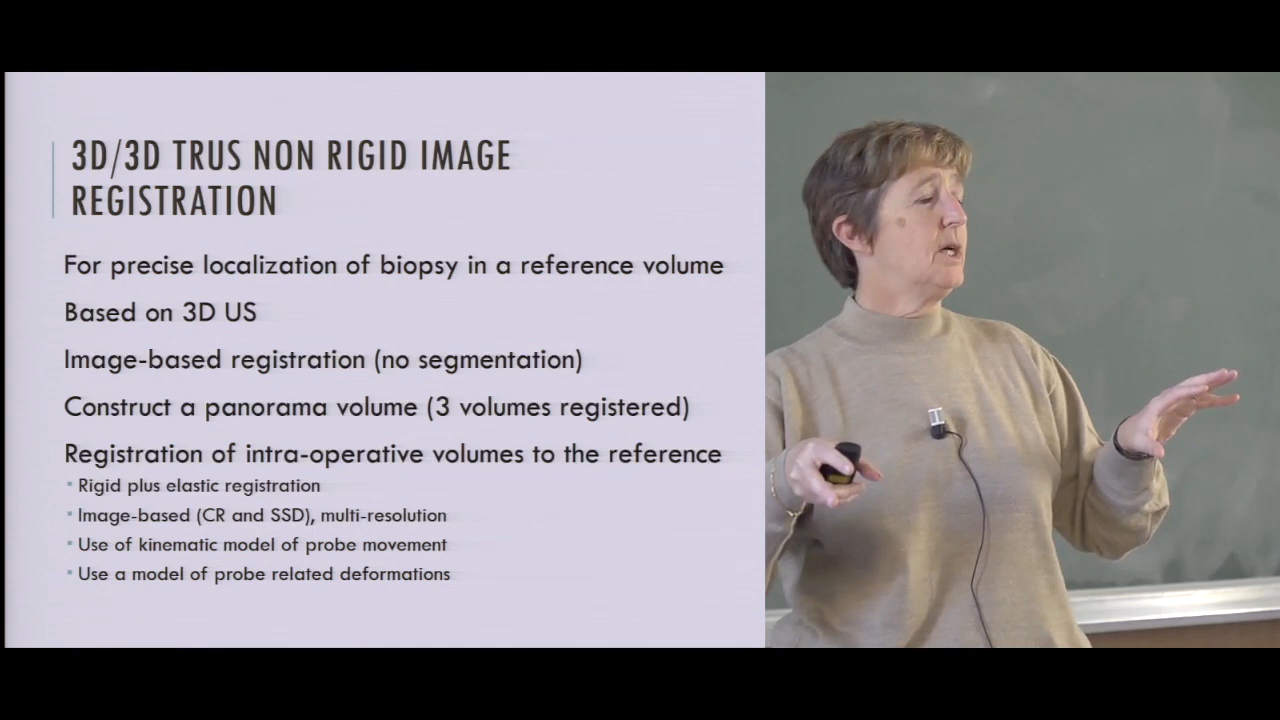 3D/3D TRUS NON RIGID IMAGE
REGISTRATION
For precise localization of biopsy in a reference volume
Based on 3D US
Image-based registration (no segmentation)
Construct a panorama volume (3 volumes registered)
Registration of intra-operative volumes to the reference
Rigid plus elastic registration
Image-based (CR and SSD), multi-resolution
Use of kinematic model of probe movement
Use a model of probe related deformations